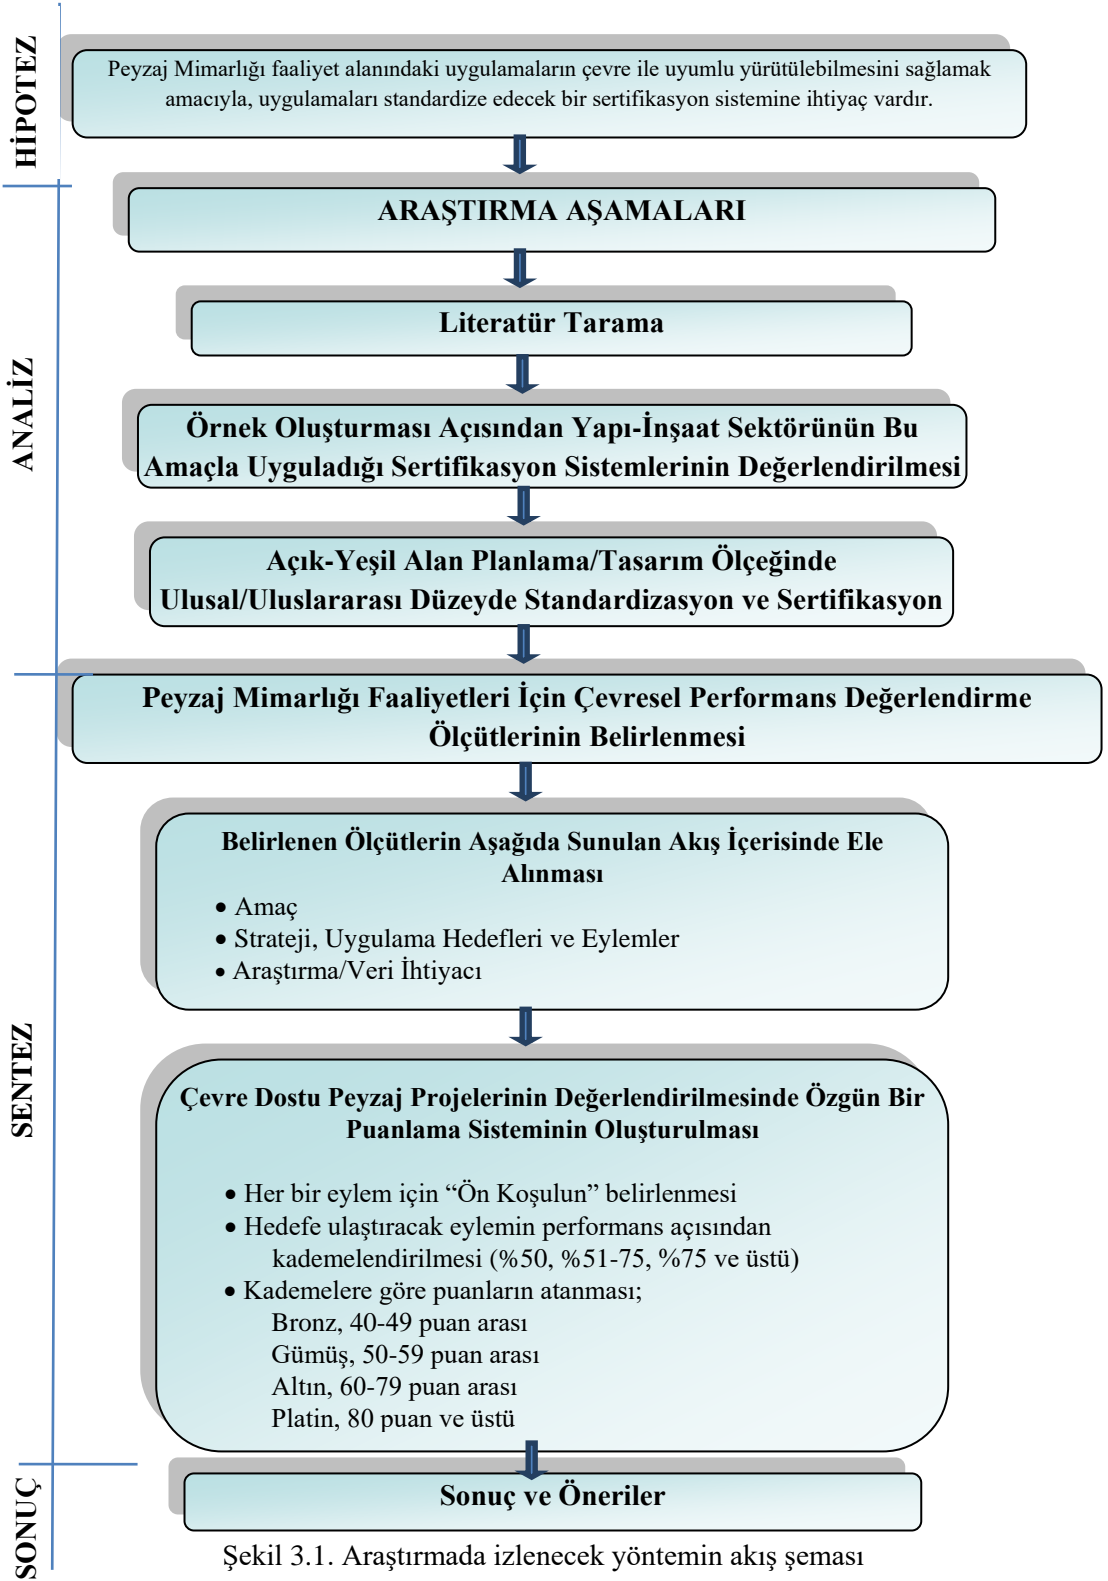 HİPOTEZ
Peyzaj Mimarlığı faaliyet alanındaki uygulamaların çevre ile uyumlu yürütülebilmesini sağlamak
amacıyla, uygulamaları standardize edecek bir sertifikasyon sistemine ihtiyaç vardır.
ANALİZ
ARAŞTIRMA AŞAMALARI
Literatür Tarama
Örnek Oluşturması Açısından Yapı-İnşaat Sektörünün Bu
Amaçla Uyguladığı Sertifikasyon Sistemlerinin Değerlendirilmesi
Açık-Yeşil Alan Planlama/Tasarım Ölçeğinde
Ulusal/Uluslararası Düzeyde Standardizasyon ve Sertifikasyon
SENTEZ
Peyzaj Mimarlığı Faaliyetleri İçin Çevresel Performans Değerlendirme
Ölçütlerinin Belirlenmesi
Belirlenen Ölçütlerin Aşağıda Sunulan Akış İçerisinde Ele
Alınması
• Amaç
• Strateji, Uygulama Hedefleri ve Eylemler
• Araştırma/Veri İhtiyacı
Çevre Dostu Peyzaj Projelerinin Değerlendirilmesinde Özgün Bir
Puanlama Sisteminin Oluşturulması
• Her bir eylem için “Ön Koşulun” belirlenmesi
• Hedefe ulaştıracak eylemin performans açısından
kademelendirilmesi (%50, %51-75, %75 ve üstü)
• Kademelere göre puanların atanması;
Bronz, 40-49 puan arası
Gümüş, 50-59 puan arası
Altın, 60-79 puan arası
Platin, 80 puan ve üstü
SONUÇ
Sonuç ve Öneriler
Şekil 3.1. Araştırmada izlenecek yöntemin akış şeması